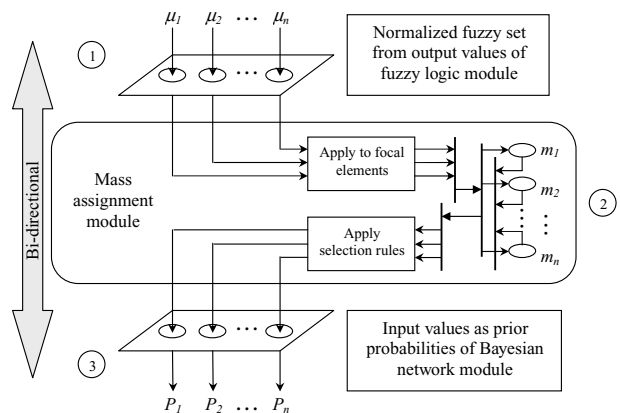 μ1 μ2 ... μn
1
Normalized fuzzy set
from output values of
fuzzy logic module
Bi-directional
Mass
assignment
module
Apply to focal
elements
m1
m2
... ...
mn
2
Apply
selection rules
3
Input values as prior
probabilities of Bayesian
network module
P1 P2 ... Pn